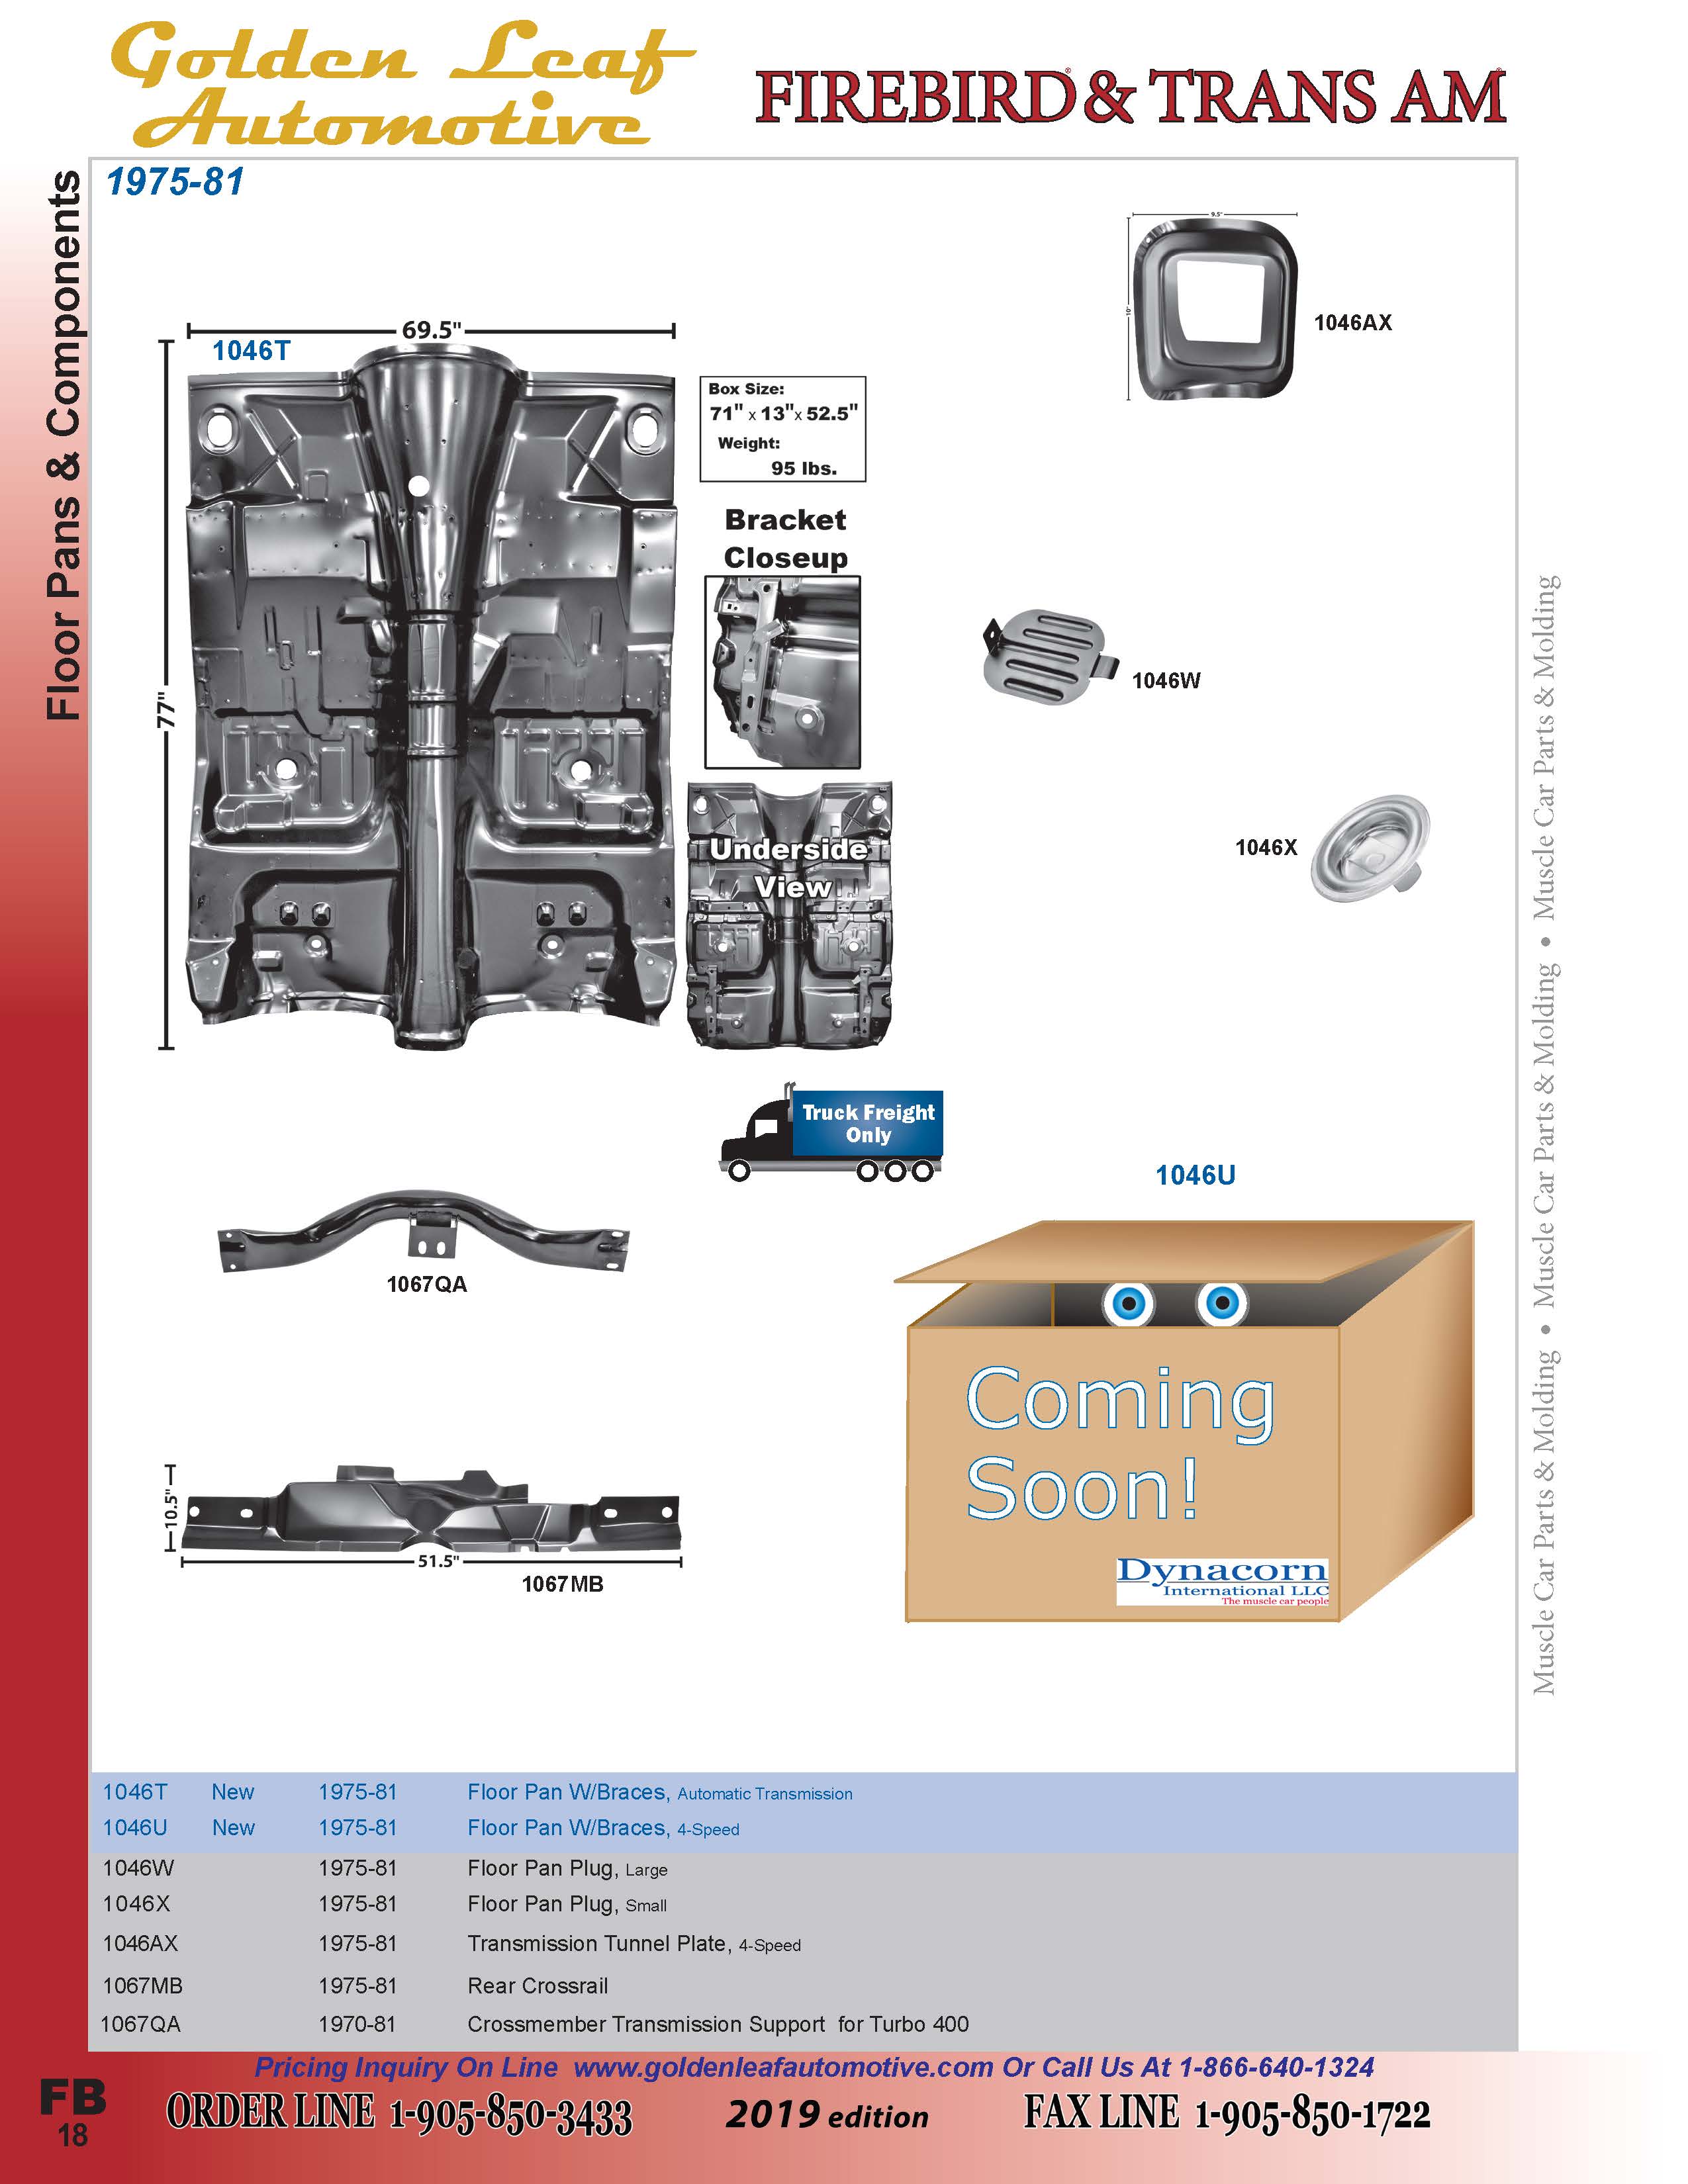 Golden Leaf
Automotive
FIREBIRD® & TRANS AM®
Floor Pans & Components
1975-81
69.5"
1046T
77"
Box Size:
71" x 13" x 52.5"
Weight:
95 lbs.
Bracket
Closeup
Underside
View
9.5"
10"
1046AX
1046W
1046X
Truck Freight
Only
1046U
1067QA
Coming
Soon!
Dynacorn
International LLC
The muscle car people
10.5"
51.5"
1067MB
Muscle Car Parts & Molding • Muscle Car Parts & Molding • Muscle Car Parts & Molding
1046T New 1975-81 Floor Pan W/Braces, Automatic Transmission
1046U New 1975-81 Floor Pan W/Braces, 4-Speed
1046W 1975-81 Floor Pan Plug, Large
1046X 1975-81 Floor Pan Plug, Small
1046AX 1975-81 Transmission Tunnel Plate, 4-Speed
1067MB 1975-81 Rear Crossrail
1067QA 1970-81 Crossmember Transmission Support for Turbo 400
Pricing Inquiry On Line www.goldenleafautomotive.com Or Call Us At 1-866-640-1324
FB
18
ORDER LINE 1-905-850-3433
2019 edition
FAX LINE 1-905-850-1722